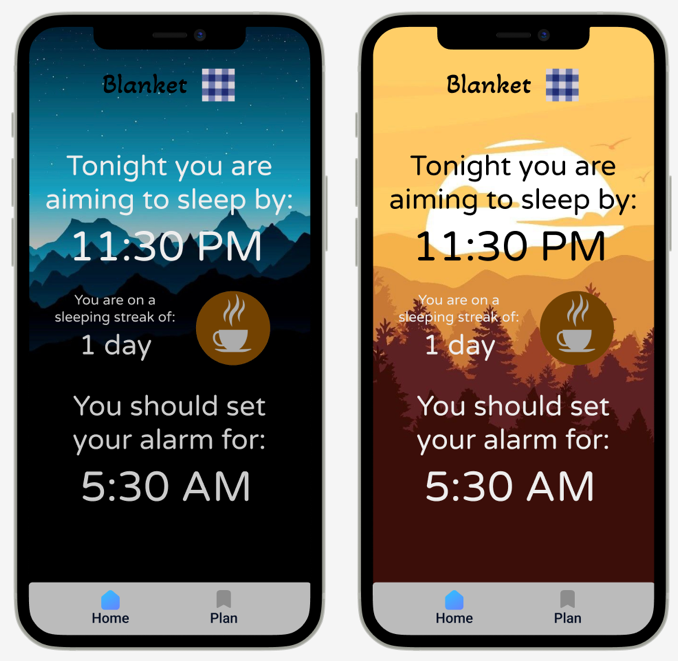 Blanket
Tonight you are
aiming to sleep by:
11:30 PM
You are on a
sleeping streak of:
1 day
You should set
your alarm for:
5:30 AM
Home
Plan
Blanket
Tonight you are
aiming to sleep by:
11:30 PM
You are on a
sleeping streak of:
1 day
You should set
your alarm for:
5:30 AM
Home
Plan